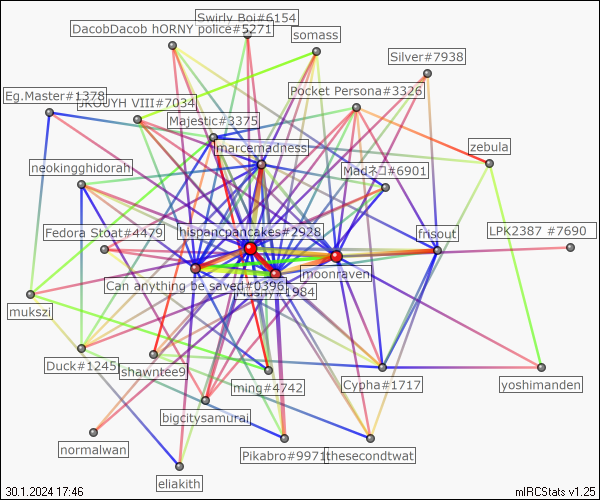 Swirly Boi#6154
DacobDacob hORNY police#5271
somass
Silver#7938
Pocket Persona#3326
Eg.Master#1378
JKOUYH VIII#7034
Majestic#3375
marcemadness
zebula
neokingghidorah
Madネコ#6901
Fedora Stoat#4479
hispancpancakes#2928
frisout
LPK2387 #7690
moonraven
Can anything be saved#0396
#1984
mukszi
Duck#1245
shawntee9
ming#4742
Cypha#1717
yoshimanden
bigcitysamurai
normalwan
Pikabro#9971
thesecondtwat
eliakith
30.1.2024 17:46
mIRCStats v1.25